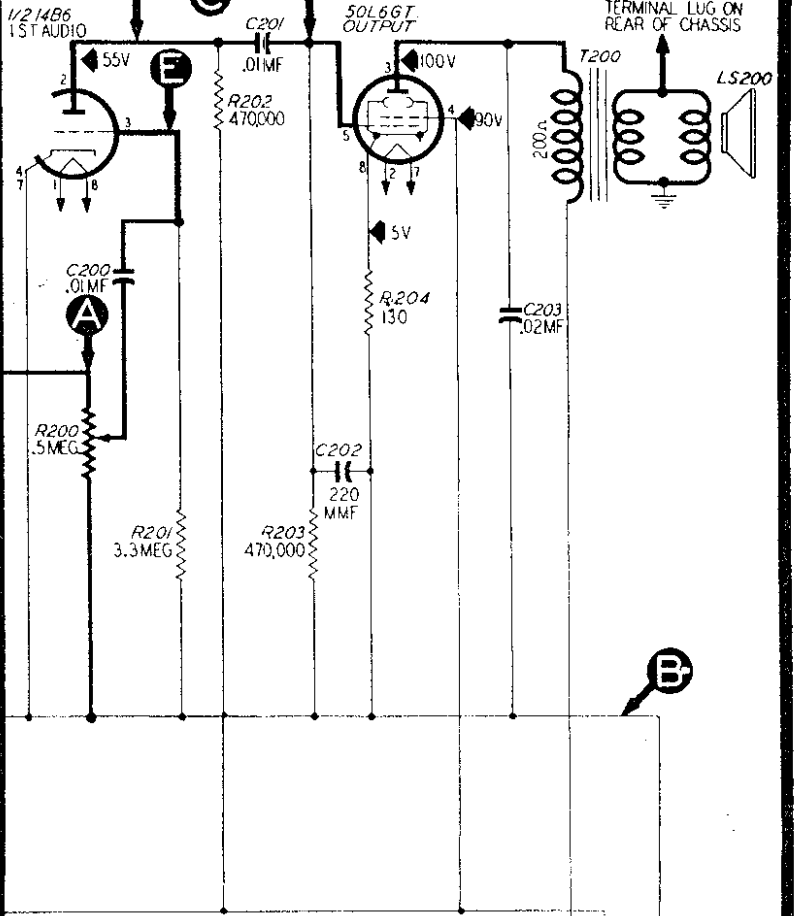 1/2 14B6
1ST AUDIO
C201
.01MF
50L6GT
OUTPUT
TERMINAL LUG ON
REAR OF CHASSIS
T200
LS200
55V
E
2
3
4
7
1
8
R202
470,000
3
100V
4
90V
5
8
2
7
200Ω
5V
C200
.01MF
A
R204
130
C203
.02MF
R200
.5MEG
C202
220
MMF
R201
3.3MEG
R203
470,000
B-